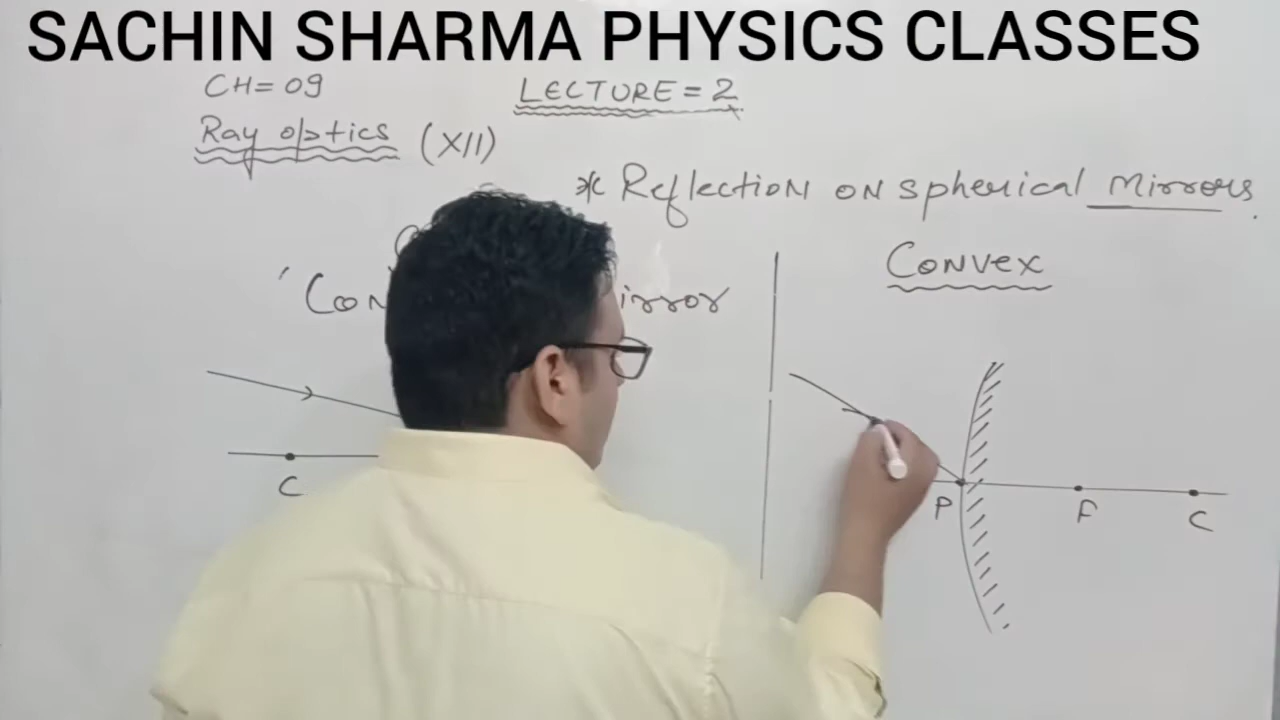 SACHIN SHARMA PHYSICS CLASSES
CH=09
LECTURE = 2
Ray optics (XII)
* Reflection on spherical Mirrors.
Convex
C
P
F
C